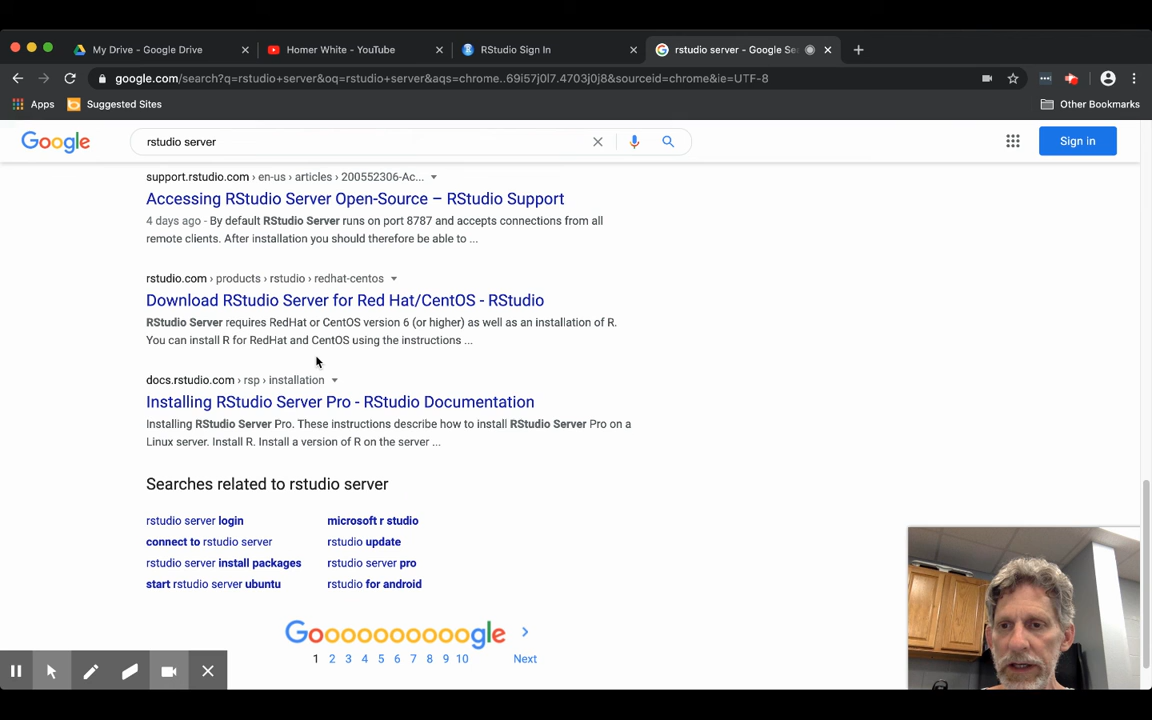 My Drive - Google Drive
Homer White - YouTube
RStudio Sign In
rstudio server - Google Se
google.com/search?q=rstudio+server&oq=rstudio+server&aqs=chrome..69i57j0l7.4703j0j8&sourceid=chrome&ie=UTF-8
Apps
Suggested Sites
Other Bookmarks
Google
rstudio server
Sign in
support.rstudio.com › en-us › articles › 200552306-Ac...
Accessing RStudio Server Open-Source – RStudio Support
4 days ago - By default RStudio Server runs on port 8787 and accepts connections from all
remote clients. After installation you should therefore be able to ...
rstudio.com › products › rstudio › redhat-centos
Download RStudio Server for Red Hat/CentOS - RStudio
RStudio Server requires RedHat or CentOS version 6 (or higher) as well as an installation of R.
You can install R for RedHat and CentOS using the instructions ...
docs.rstudio.com › rsp › installation
Installing RStudio Server Pro - RStudio Documentation
Installing RStudio Server Pro. These instructions describe how to install RStudio Server Pro on a
Linux server. Install R. Install a version of R on the server ...
Searches related to rstudio server
rstudio server login
microsoft r studio
connect to rstudio server
rstudio update
rstudio server install packages
rstudio server pro
start rstudio server ubuntu
rstudio for android
Goooooooooogle
1 2 3 4 5 6 7 8 9 10 Next